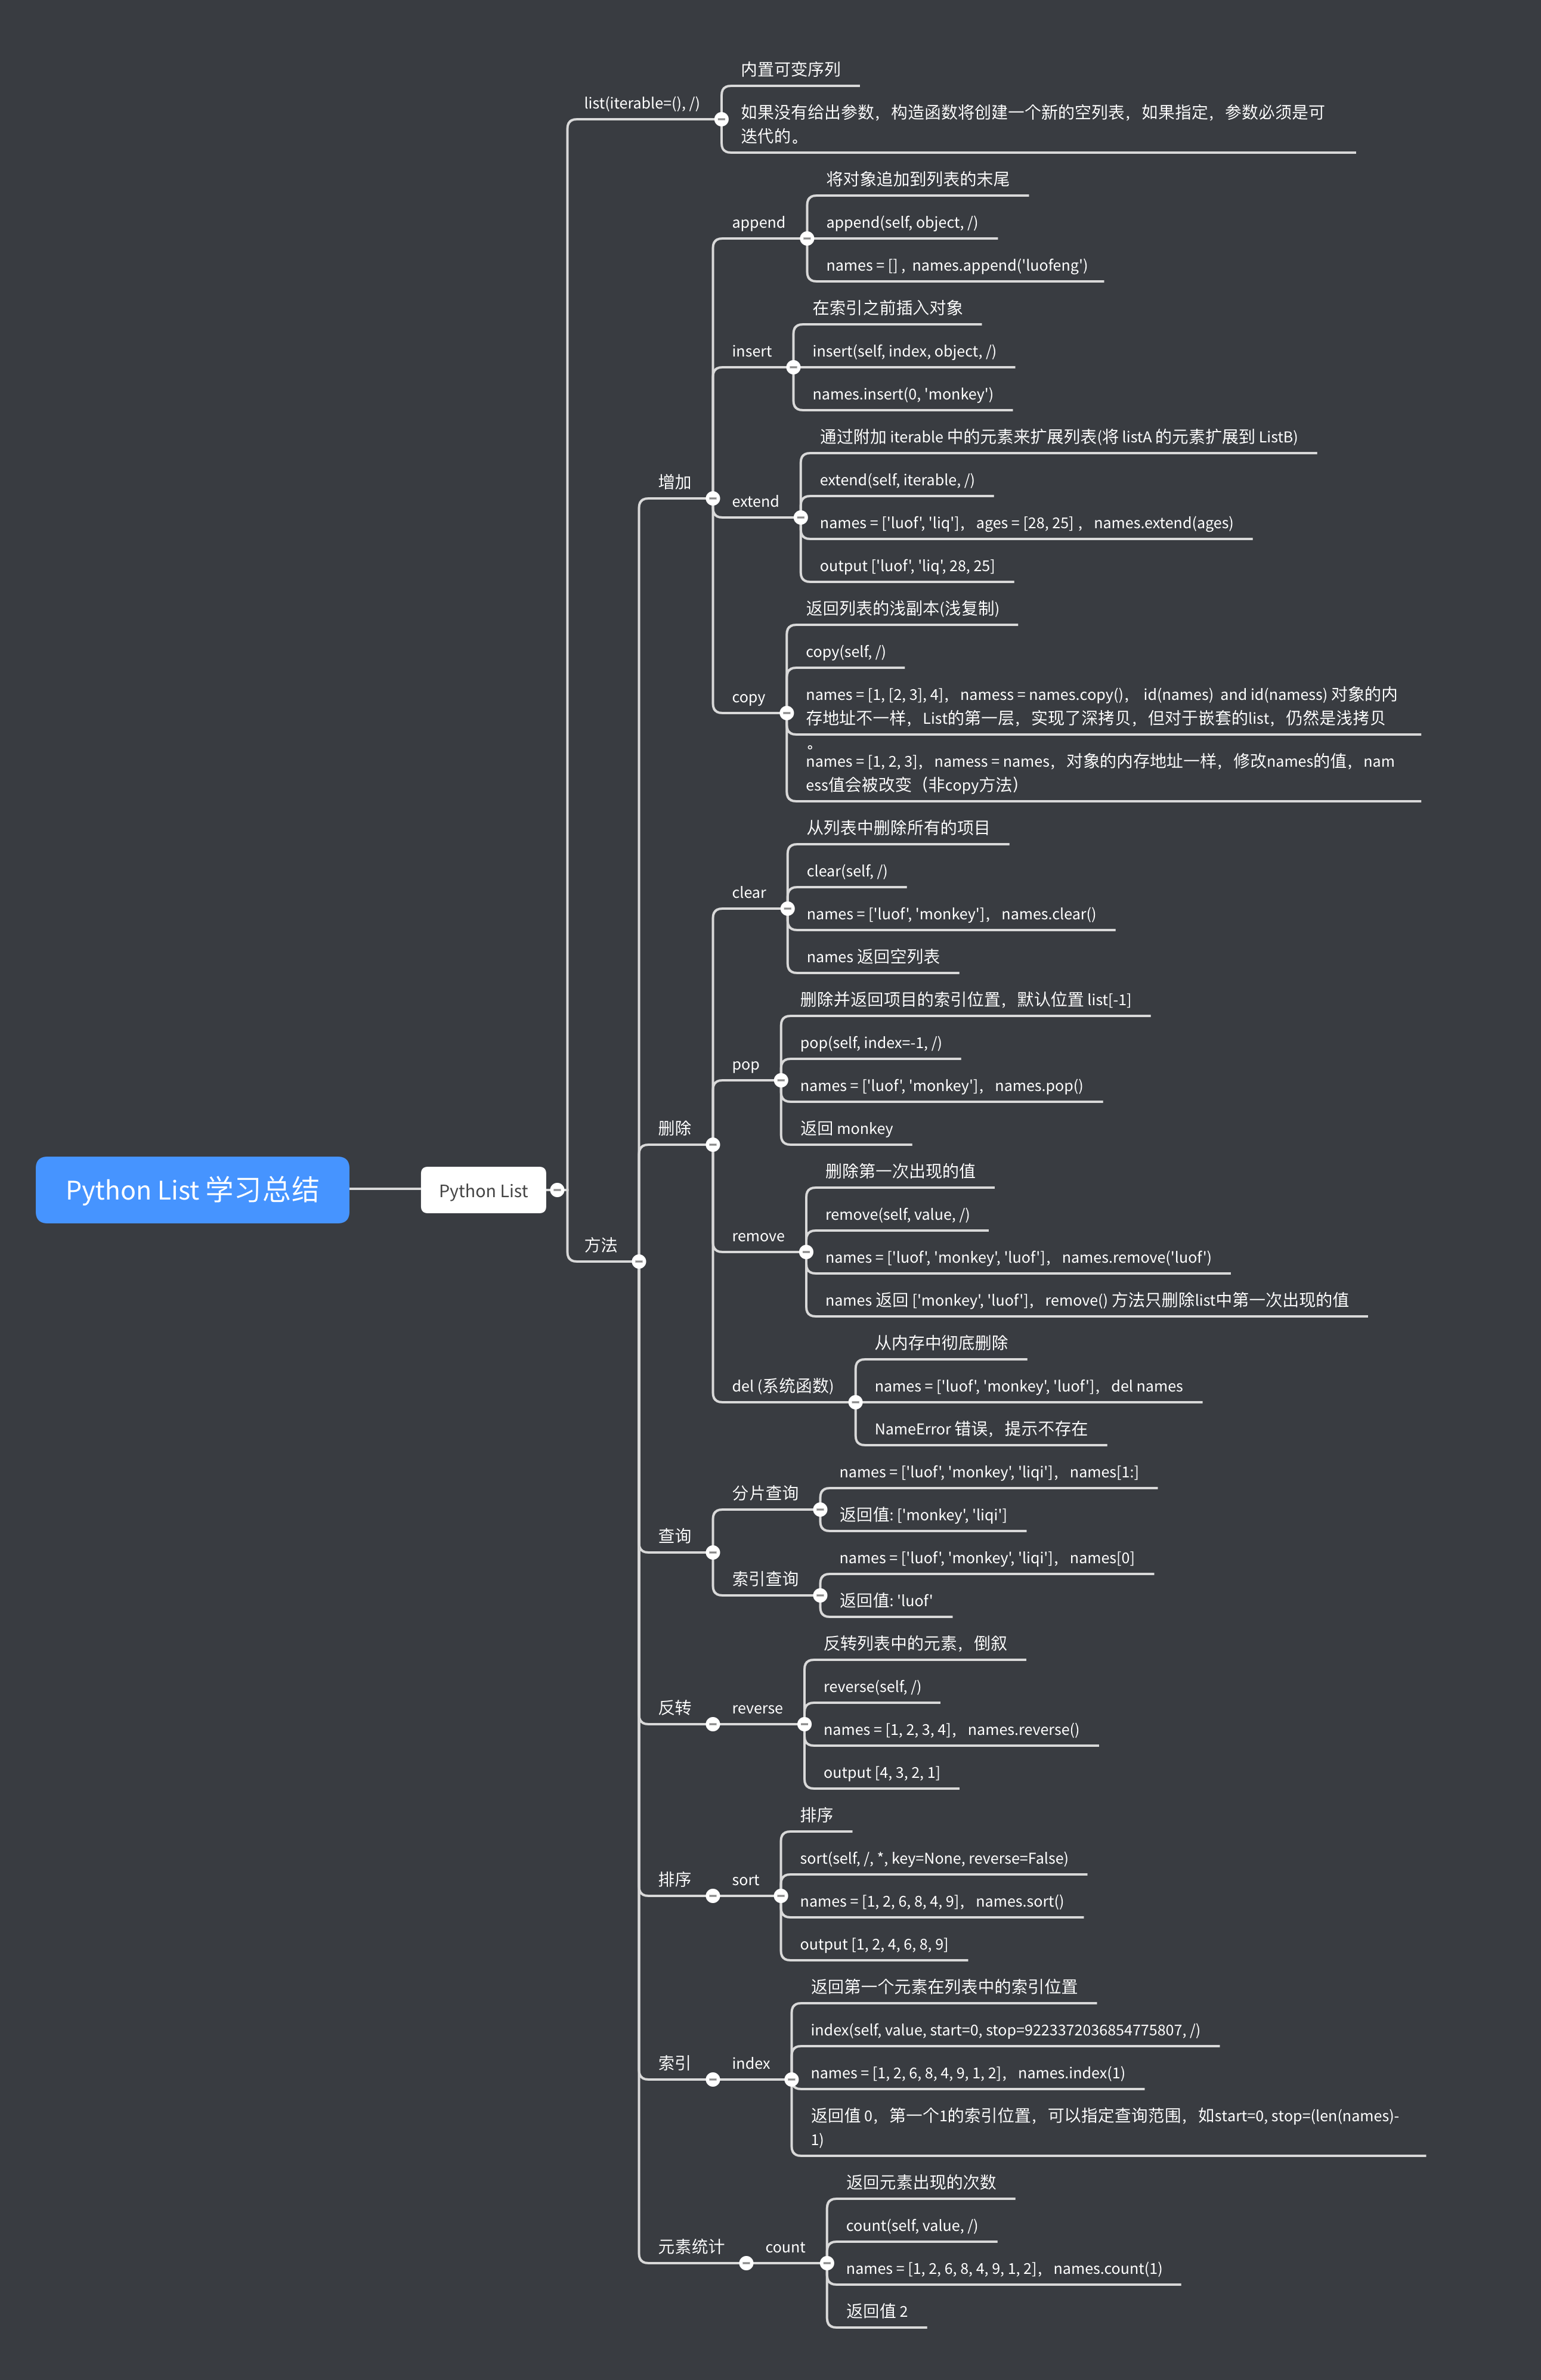 Python List 学习总结
Python List
list(iterable=(), /)
内置可变序列
如果没有给出参数，构造函数将创建一个新的空列表，如果指定，参数必须是可
迭代的。
方法
增加
append
将对象追加到列表的末尾
append(self, object, /)
names = [] , names.append('luofeng')
insert
在索引之前插入对象
insert(self, index, object, /)
names.insert(0, 'monkey')
extend
通过附加 iterable 中的元素来扩展列表(将 listA 的元素扩展到 ListB)
extend(self, iterable, /)
names = ['luof', 'liq']， ages = [28, 25] ， names.extend(ages)
output ['luof', 'liq', 28, 25]
copy
返回列表的浅副本(浅复制)
copy(self, /)
names = [1, [2, 3], 4]， namess = names.copy()， id(names) and id(namess) 对象的内
存地址不一样，List的第一层，实现了深拷贝，但对于嵌套的list，仍然是浅拷贝
。
names = [1, 2, 3]，namess = names，对象的内存地址一样，修改names的值，nam
ess值会被改变（非copy方法）
删除
clear
从列表中删除所有的项目
clear(self, /)
names = ['luof', 'monkey']， names.clear()
names 返回空列表
pop
删除并返回项目的索引位置，默认位置 list[-1]
pop(self, index=-1, /)
names = ['luof', 'monkey']， names.pop()
返回 monkey
remove
删除第一次出现的值
remove(self, value, /)
names = ['luof', 'monkey', 'luof']， names.remove('luof')
names 返回 ['monkey', 'luof']，remove() 方法只删除list中第一次出现的值
del (系统函数)
从内存中彻底删除
names = ['luof', 'monkey', 'luof']， del names
NameError 错误，提示不存在
查询
分片查询
names = ['luof', 'monkey', 'liqi']， names[1:]
返回值: ['monkey', 'liqi']
索引查询
names = ['luof', 'monkey', 'liqi']， names[0]
返回值: 'luof'
反转
reverse
反转列表中的元素，倒叙
reverse(self, /)
names = [1, 2, 3, 4]， names.reverse()
output [4, 3, 2, 1]
排序
sort
排序
sort(self, /, *, key=None, reverse=False)
names = [1, 2, 6, 8, 4, 9]， names.sort()
output [1, 2, 4, 6, 8, 9]
索引
index
返回第一个元素在列表中的索引位置
index(self, value, start=0, stop=9223372036854775807, /)
names = [1, 2, 6, 8, 4, 9, 1, 2]， names.index(1)
返回值 0，第一个1的索引位置，可以指定查询范围，如start=0, stop=(len(names)-
1)
元素统计
count
返回元素出现的次数
count(self, value, /)
names = [1, 2, 6, 8, 4, 9, 1, 2]， names.count(1)
返回值 2